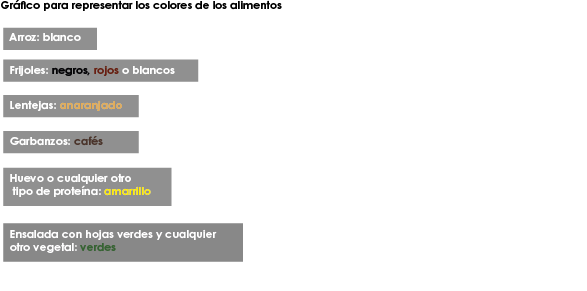 Gráfico para representar los colores de los alimentos
Arroz: blanco
Frijoles: negros, rojos o blancos
Lentejas: anaranjado
Garbanzos: cafés
Huevo o cualquier otro
tipo de proteína: amarrillo
Ensalada con hojas verdes y cualquier
otro vegetal: verdes